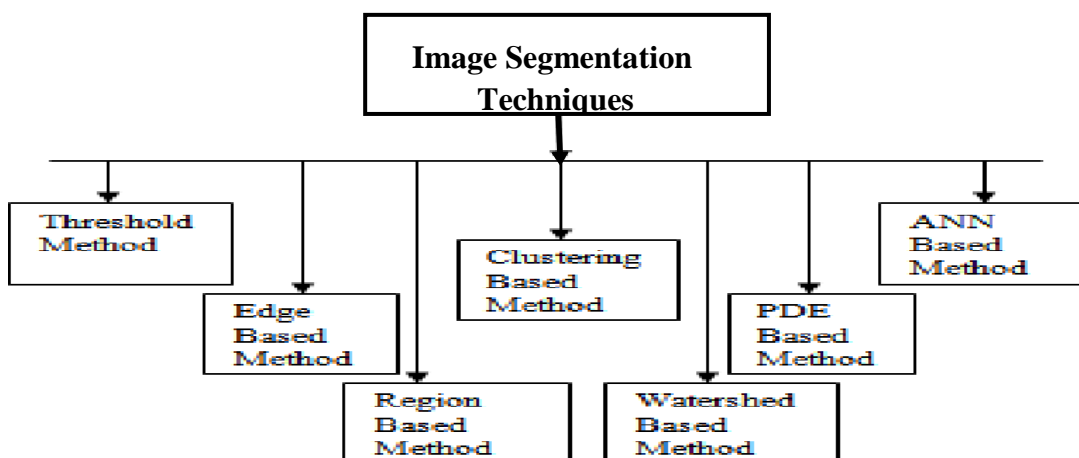 Image Segmentation
Techniques
Threshold
Method
Edge
Based
Method
Region
Based
Method
Clustering
Based
Method
Watershed
Based
Method
PDE
Based
Method
ANN
Based
Method